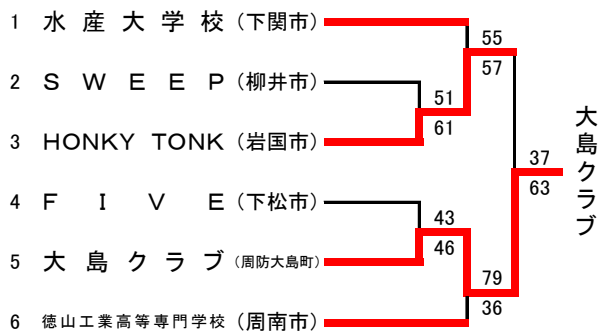 1 水産大学校 (下関市)
55
57
2 ＳＷＥＥＰ (柳井市)
51
61
3 HONKY TONK (岩国市)
37
63
大島クラブ
4 ＦＩＶＥ (下松市)
43
46
5 大島クラブ (周防大島町)
79
36
6 徳山工業高等専門学校 (周南市)